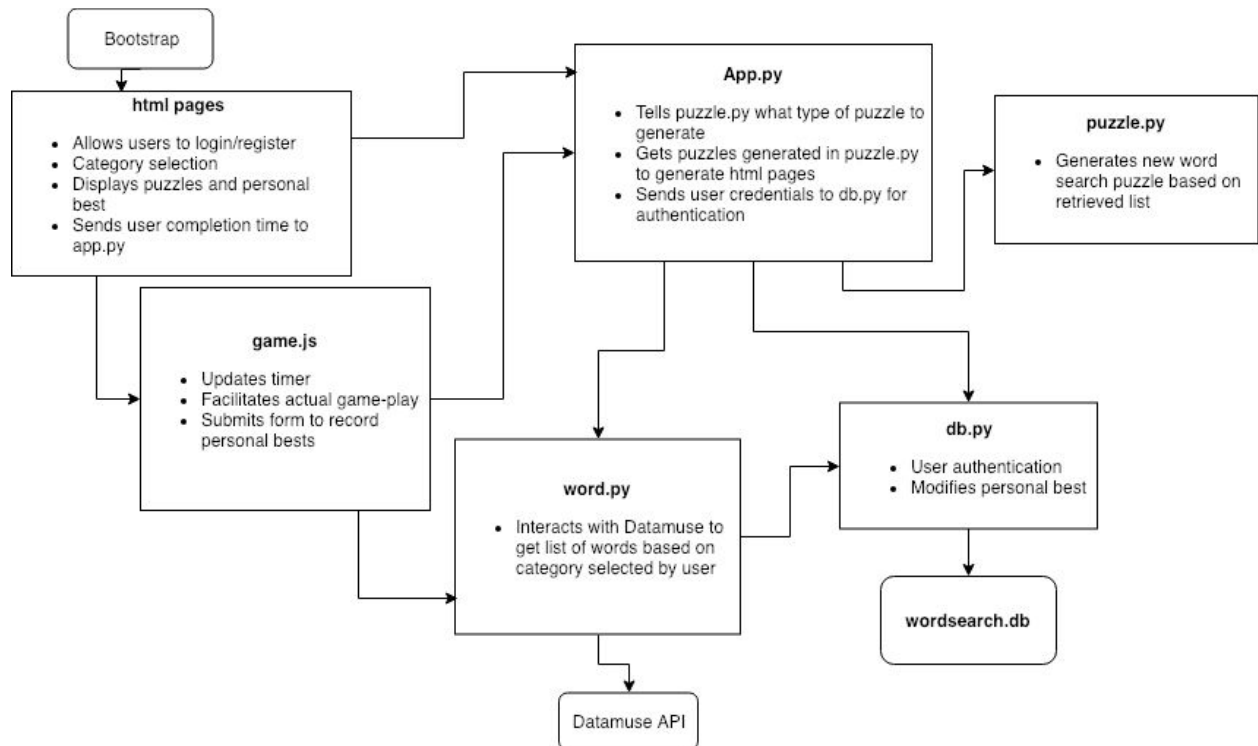 Bootstrap
html pages
• Allows users to login/register
• Category selection
• Displays puzzles and personal
best
• Sends user completion time to
app.py
App.py
• Tells puzzle.py what type of puzzle to
generate
• Gets puzzles generated in puzzle.py
to generate html pages
• Sends user credentials to db.py for
authentication
puzzle.py
• Generates new word
search puzzle based on
retrieved list
game.js
• Updates timer
• Facilitates actual game-play
• Submits form to record
personal bests
word.py
• Interacts with Datamuse to
get list of words based on
category selected by user
db.py
• User authentication
• Modifies personal best
wordsearch.db
Datamuse API